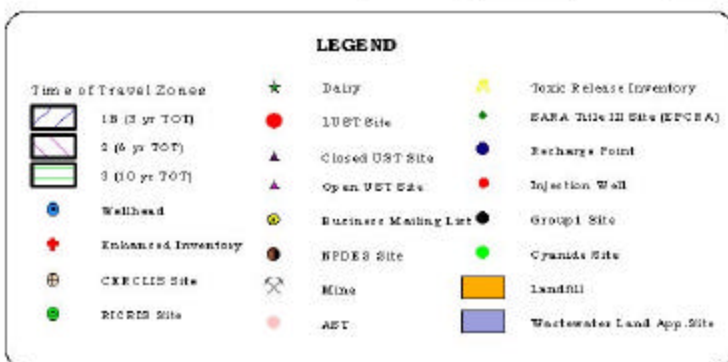 LEGEND
Time of Travel Zones
1B (3 yr TOT)
2 (6 yr TOT)
3 (10 yr TOT)
Wellhead
Enhanced Inventory
CERCLIS Site
RICRIS Site
Dairy
LUST Site
Closed UST Site
Open UST Site
Business Mailing List
NPDES Site
Mine
AST
Toxic Release Inventory
SARA Title III Site (EPCRA)
Recharge Point
Injection Well
Group1 Site
Cyanide Site
Landfill
Wastewater Land App.Site